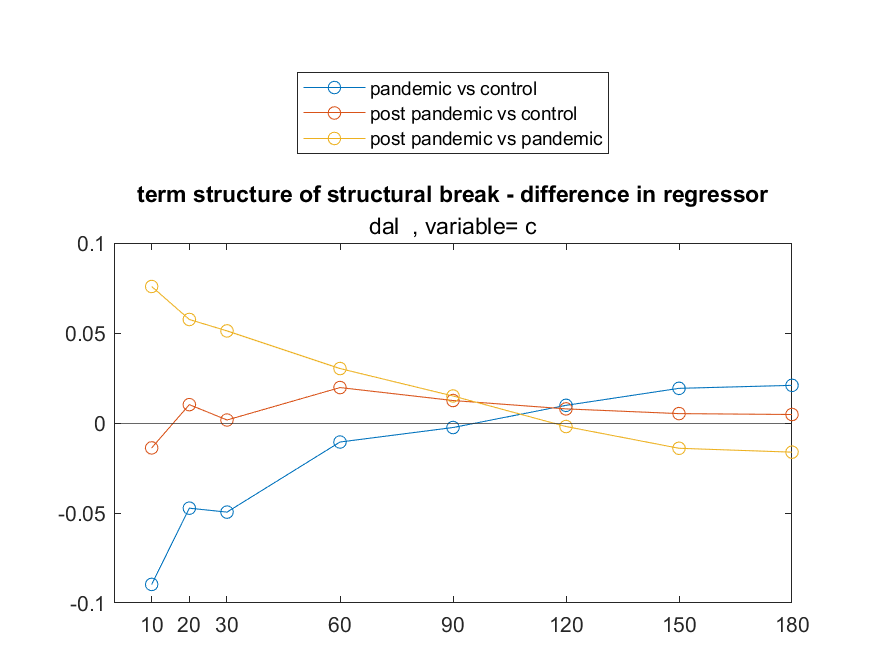 pandemic vs control
post pandemic vs control
post pandemic vs pandemic
term structure of structural break - difference in regressor
dal , variable= c
0.1
0.05
0
-0.05
-0.1
10 20 30 60 90 120 150 180